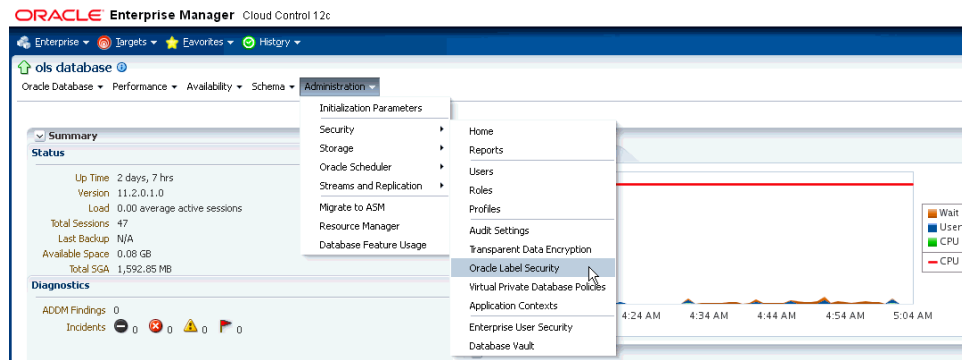 ORACLE Enterprise Manager Cloud Control 12c
Enterprise Targets Favorites History
ols database
Oracle Database Performance Availability Schema Administration
Initialization Parameters
Security
Storage
Oracle Scheduler
Streams and Replication
Migrate to ASM
Resource Manager
Database Feature Usage
Home
Reports
Users
Roles
Profiles
Audit Settings
Transparent Data Encryption
Oracle Label Security
Virtual Private Database Policies
Application Contexts
Enterprise User Security
Database Vault
Summary
Status
Up Time 2 days, 7 hrs
Version 11.2.0.1.0
Load 0.00 average active sessions
Total Sessions 47
Last Backup N/A
Available Space 0.08 GB
Total SGA 1,592.85 MB
Diagnostics
ADDM Findings 0
Incidents 0 0 0 0
Wait
User
CPU
CPU
4:24 AM 4:34 AM 4:44 AM 4:54 AM 5:04 AM